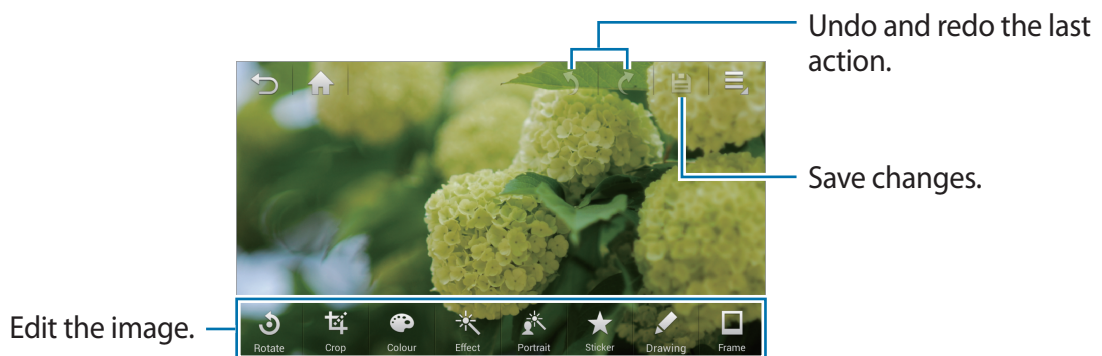 Undo and redo the last
action.
Save changes.
Edit the image.
Rotate
Crop
Colour
Effect
Portrait
Sticker
Drawing
Frame